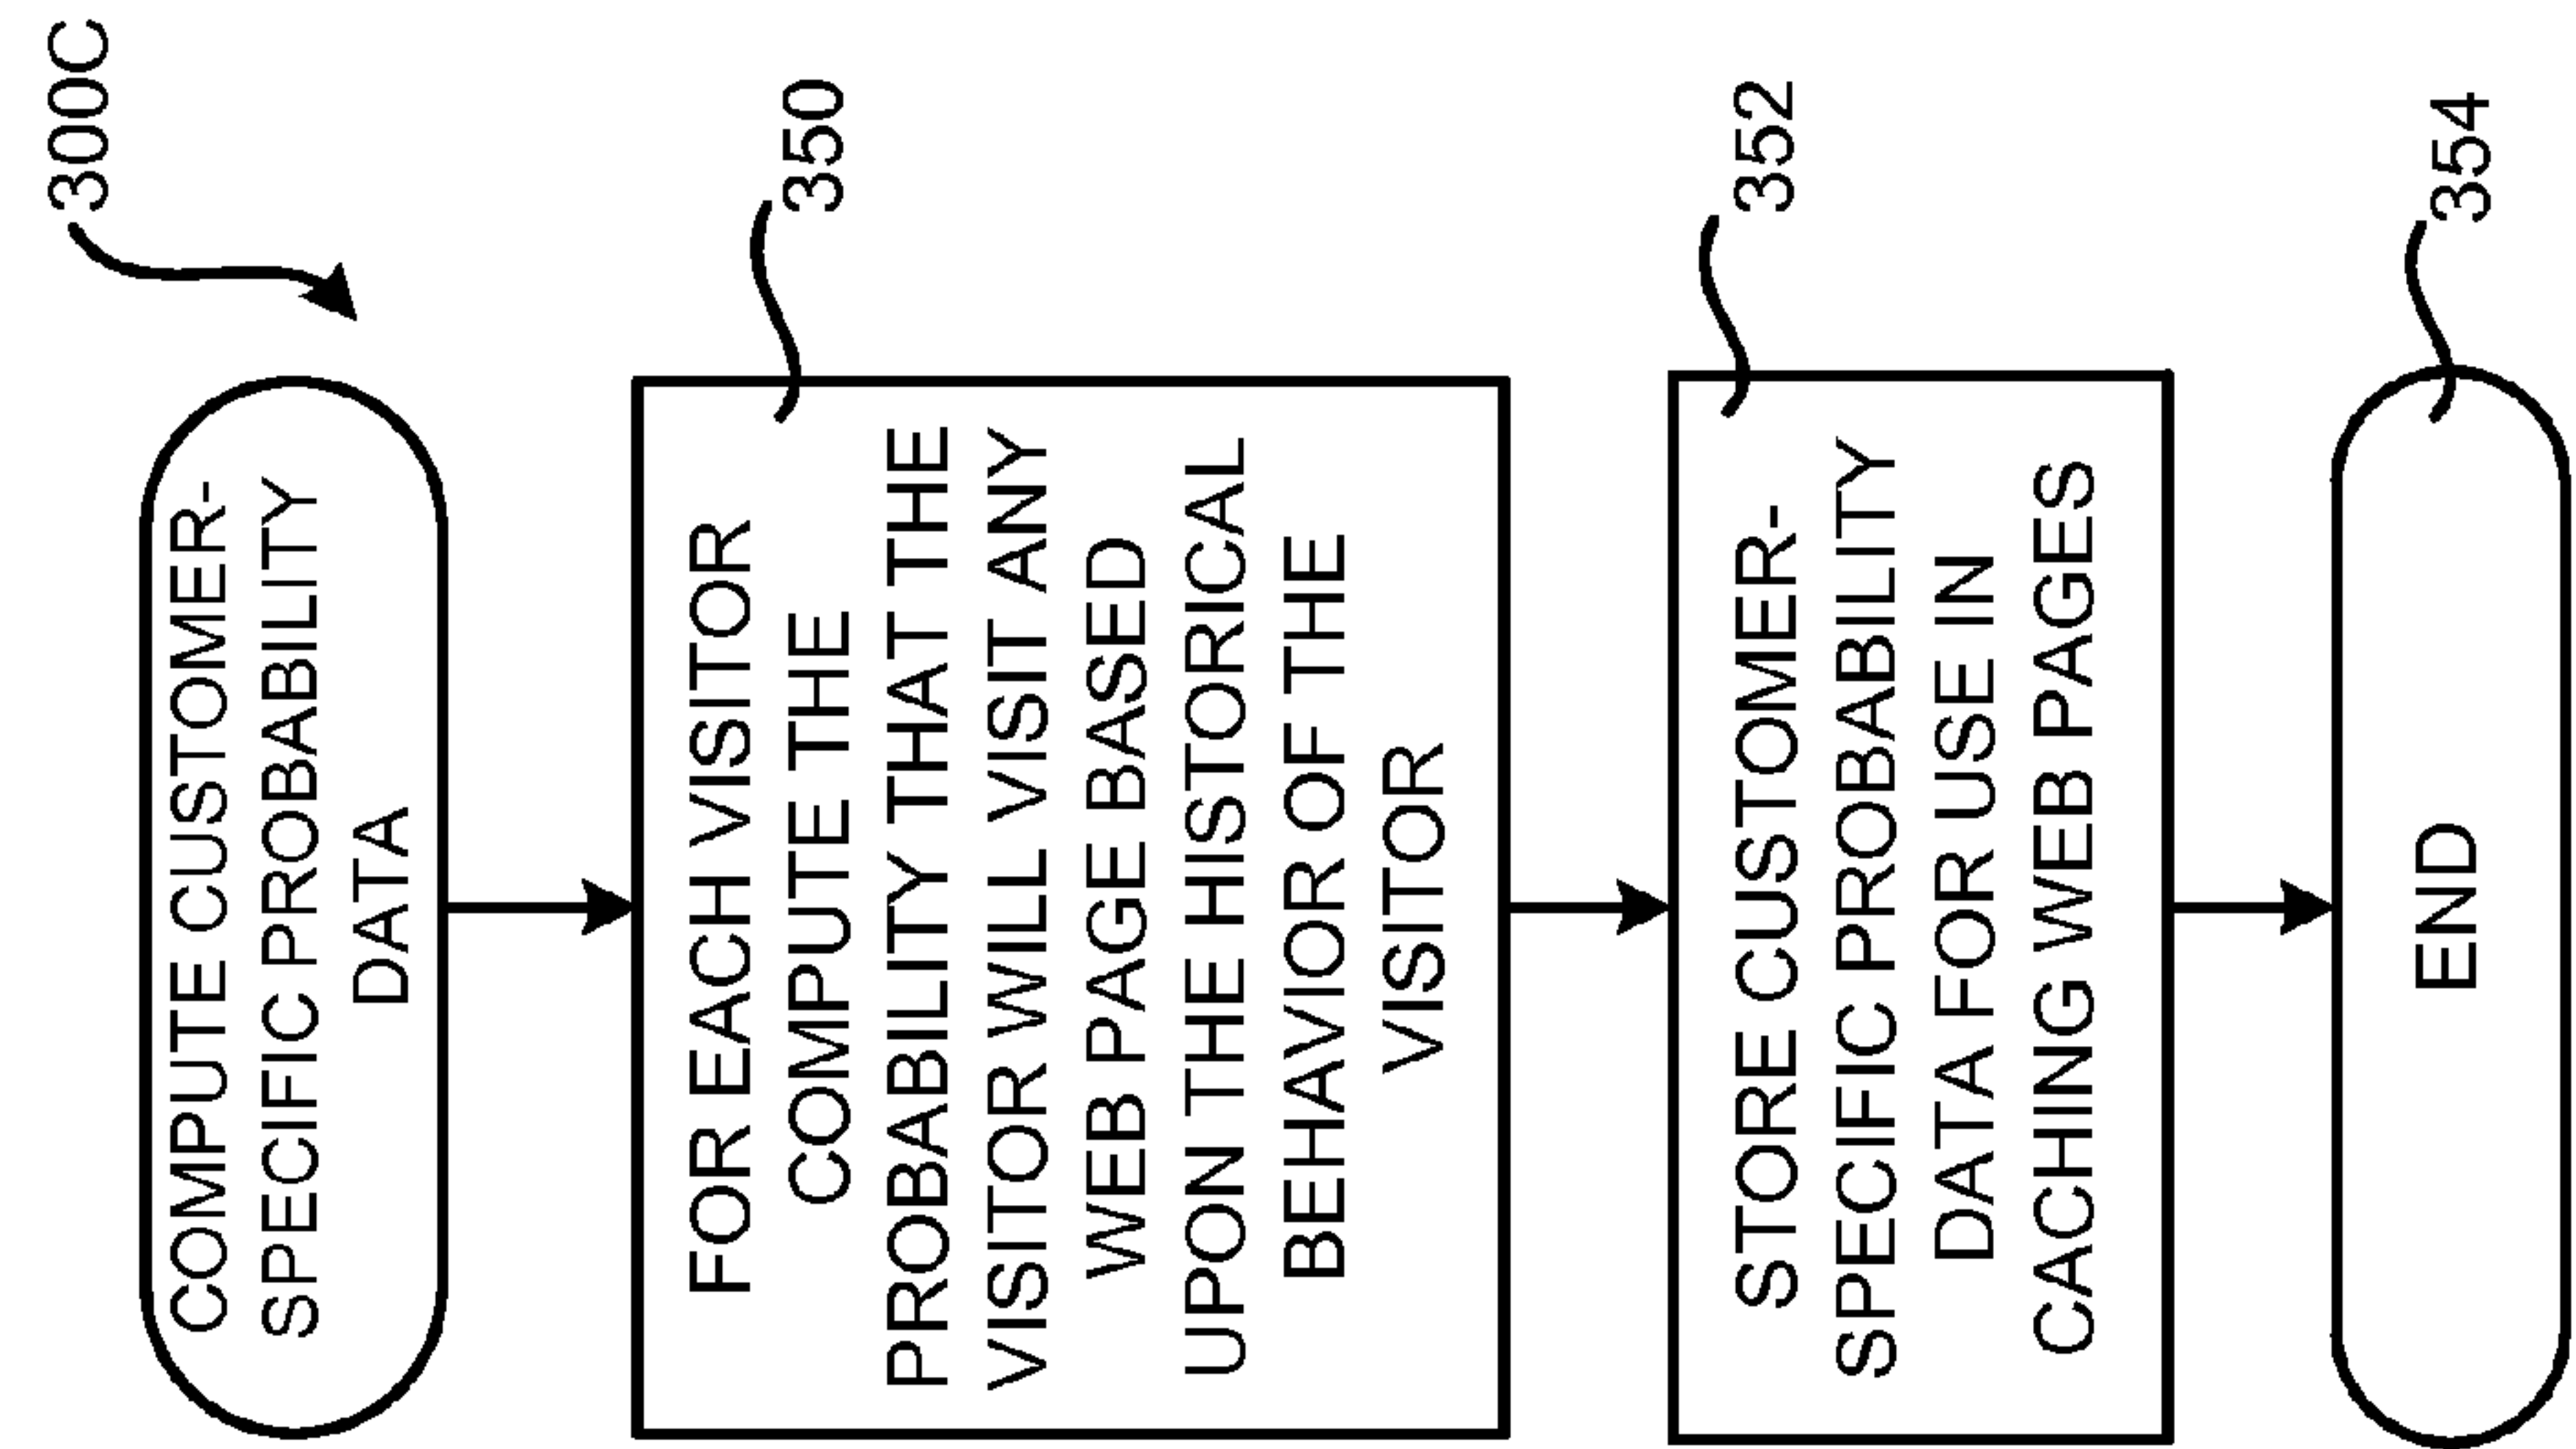 300C
COMPUTE CUSTOMER-
SPECIFIC PROBABILITY
DATA
350
FOR EACH VISITOR
COMPUTE THE
PROBABILITY THAT THE
VISITOR WILL VISIT ANY
WEB PAGE BASED
UPON THE HISTORICAL
BEHAVIOR OF THE
VISITOR
352
STORE CUSTOMER-
SPECIFIC PROBABILITY
DATA FOR USE IN
CACHING WEB PAGES
354
END